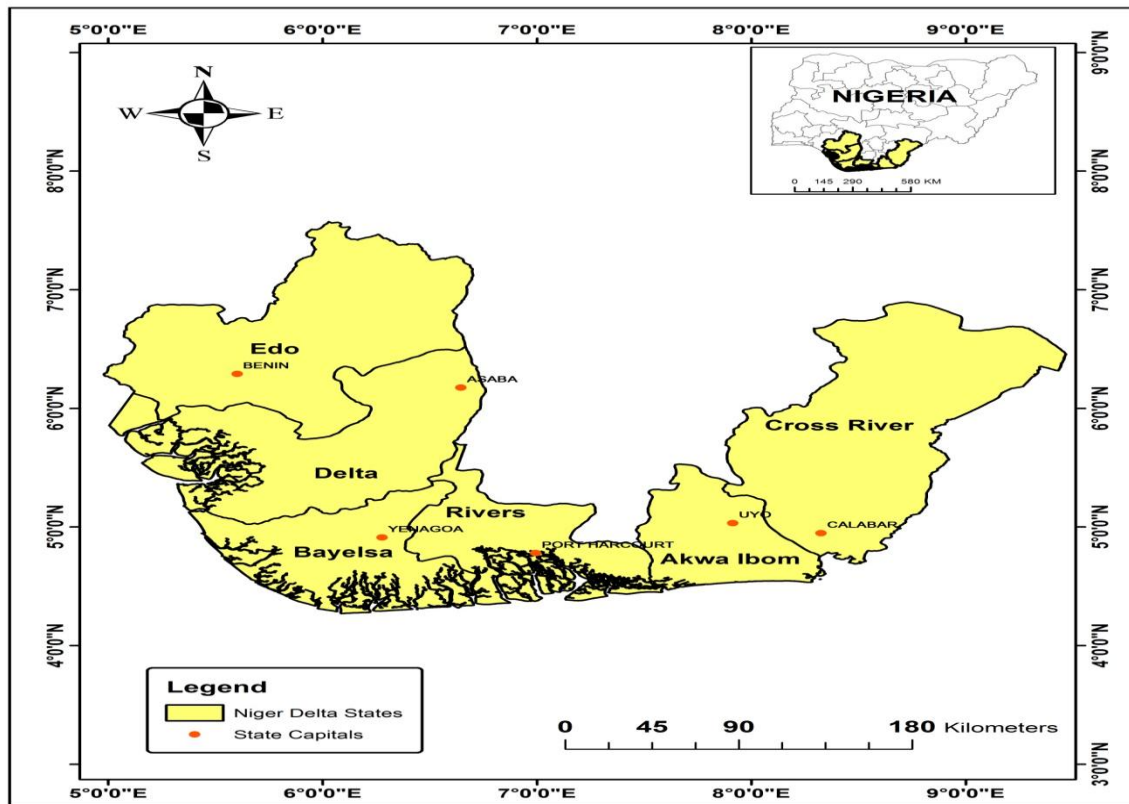 5°0'0"E 6°0'0"E 7°0'0"E 8°0'0"E 9°0'0"E
9°0'0"N 9°0'0"N
N
W E
S
NIGERIA
0 145 290 580 KM
8°0'0"N 8°0'0"N
7°0'0"N 7°0'0"N
Edo
BENIN
ASABA
6°0'0"N 6°0'0"N
Cross River
Delta
Rivers
UYO
5°0'0"N 5°0'0"N
YENAGOA
CALABAR
Bayelsa
PORT HARCOURT
Akwa Ibom
4°0'0"N 4°0'0"N
Legend
Niger Delta States
State Capitals
0 45 90 180 Kilometers
3°0'0"N
5°0'0"E 6°0'0"E 7°0'0"E 8°0'0"E 9°0'0"E